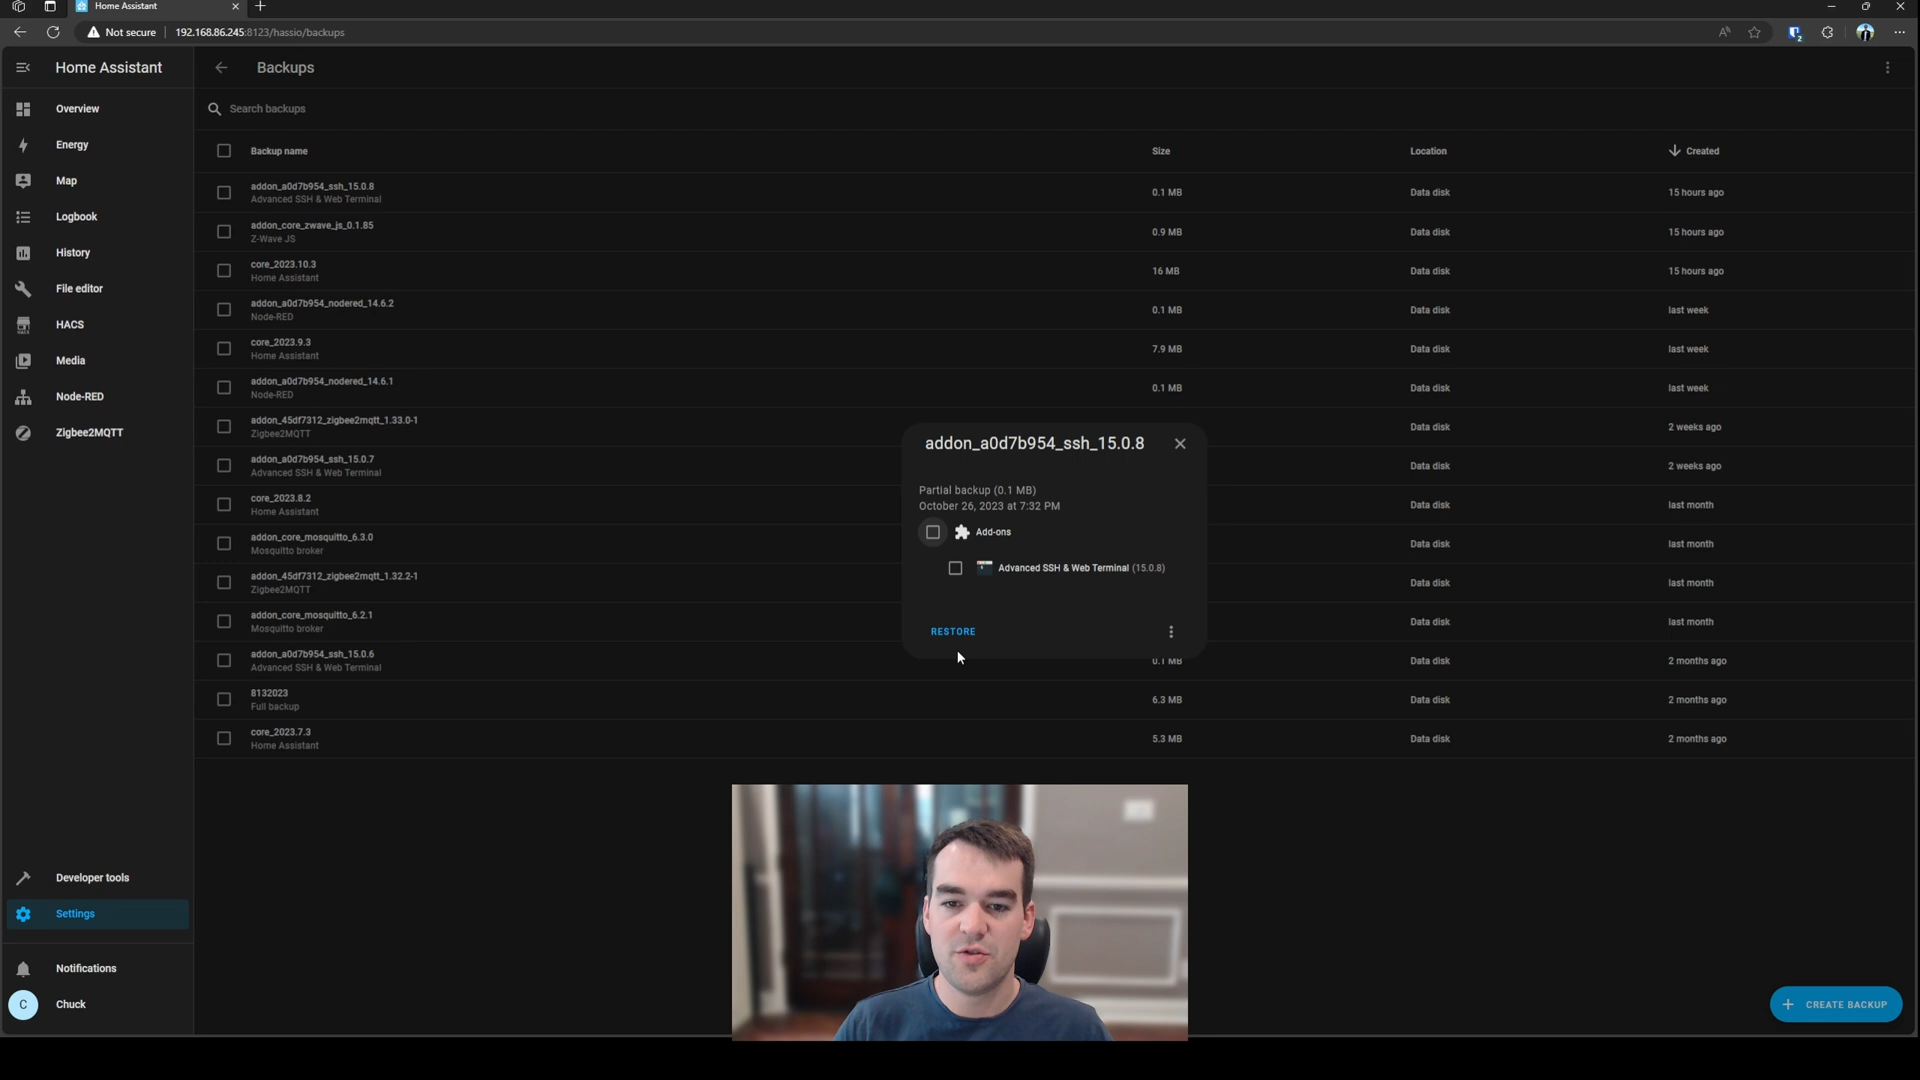 Home Assistant
Not secure
192.168.86.245:8123/hassio/backups
Home Assistant
Backups
Overview
Search backups
Energy
Backup name
Size
Location
Created
Map
addon_a0d7b954_ssh_15.0.8
Advanced SSH & Web Terminal
0.1 MB
Data disk
15 hours ago
Logbook
addon_core_zwave_js_0.1.85
Z-Wave JS
0.9 MB
Data disk
15 hours ago
History
core_2023.10.3
Home Assistant
16 MB
Data disk
15 hours ago
File editor
addon_a0d7b954_nodered_14.6.2
Node-RED
0.1 MB
Data disk
last week
HACS
core_2023.9.3
Home Assistant
7.9 MB
Data disk
last week
Media
addon_a0d7b954_nodered_14.6.1
Node-RED
0.1 MB
Data disk
last week
Node-RED
addon_45df7312_zigbee2mqtt_1.33.0-1
Zigbee2MQTT
Data disk
2 weeks ago
Zigbee2MQTT
addon_a0d7b954_ssh_15.0.7
Advanced SSH & Web Terminal
Data disk
2 weeks ago
core_2023.8.2
Home Assistant
Data disk
last month
addon_core_mosquitto_6.3.0
Mosquitto broker
Data disk
last month
addon_45df7312_zigbee2mqtt_1.32.2-1
Zigbee2MQTT
Data disk
last month
addon_core_mosquitto_6.2.1
Mosquitto broker
Data disk
last month
addon_a0d7b954_ssh_15.0.6
Advanced SSH & Web Terminal
0.1 MB
Data disk
2 months ago
8132023
Full backup
6.3 MB
Data disk
2 months ago
core_2023.7.3
Home Assistant
5.3 MB
Data disk
2 months ago
addon_a0d7b954_ssh_15.0.8
Partial backup (0.1 MB)
October 26, 2023 at 7:32 PM
Add-ons
Advanced SSH & Web Terminal (15.0.8)
RESTORE
Developer tools
Settings
Notifications
C
Chuck
CREATE BACKUP